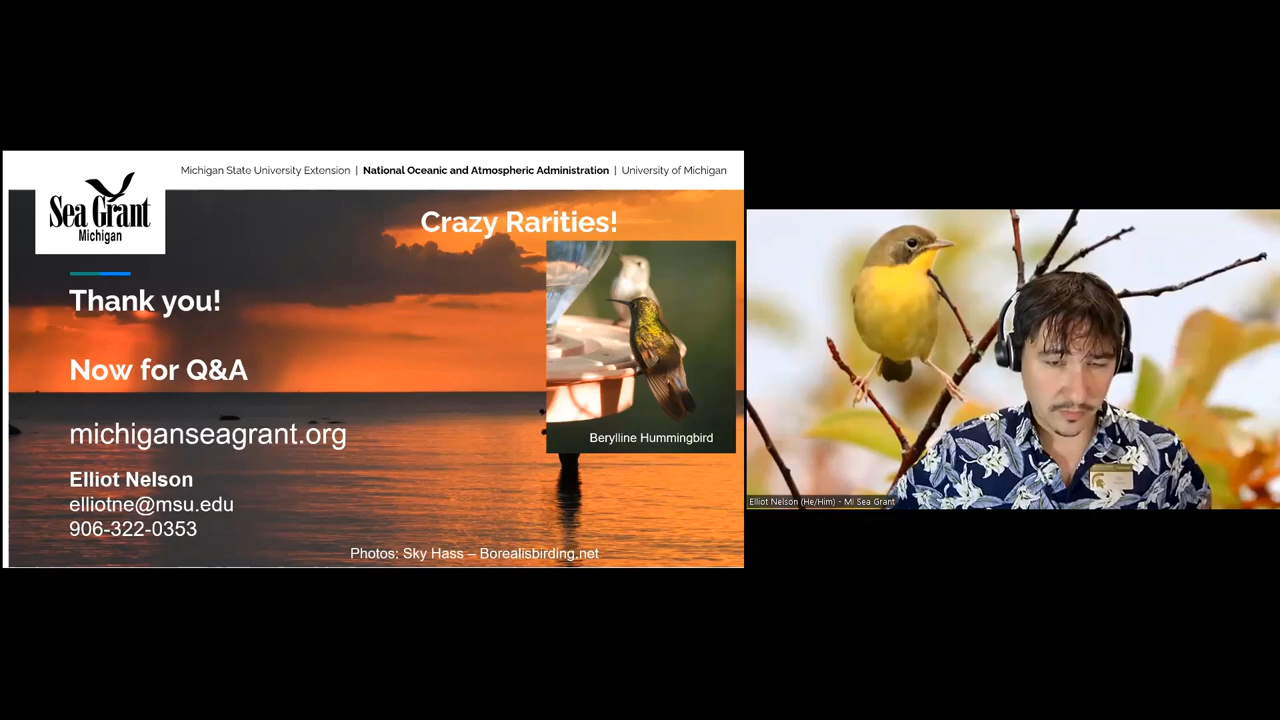 Michigan State University Extension | National Oceanic and Atmospheric Administration | University of Michigan
Sea Grant
Michigan
Crazy Rarities!
Thank you!
Now for Q&A
michiganseagrant.org
Elliot Nelson
elliotne@msu.edu
906-322-0353
Berylline Hummingbird
Photos: Sky Hass – Borealisbirding.net
Elliot Nelson (He/Him) - MI Sea Grant